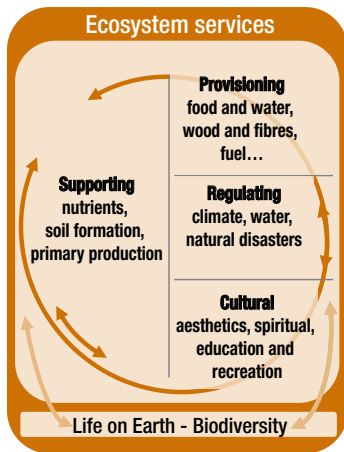 Ecosystem services
Supporting
nutrients,
soil formation,
primary production
Provisioning
food and water,
wood and fibres,
fuel…
Regulating
climate, water,
natural disasters
Cultural
aesthetics, spiritual,
education and
recreation
Life on Earth - Biodiversity